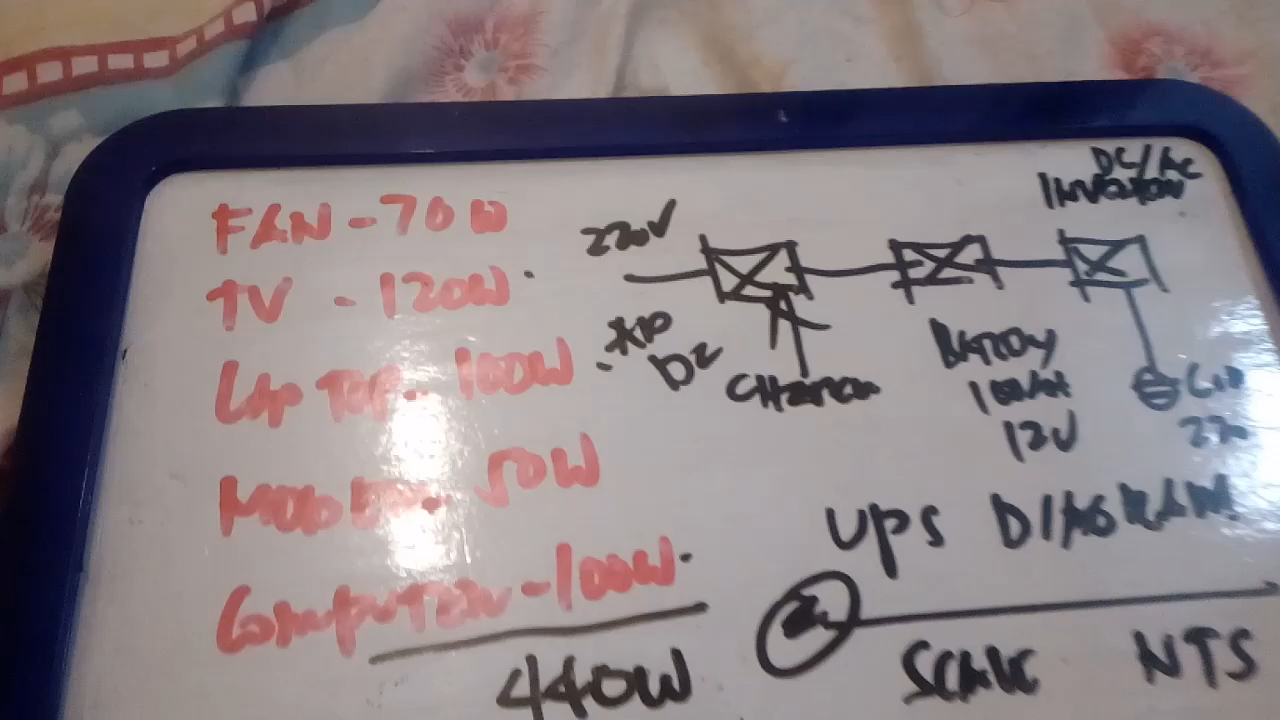 FAN - 70W
TV - 120W
LAPTOP - 100W
50W
COMPUTER - 100W
440W
DC/AC
INVERTER
220V
CHARGER
BATTERY
100AH
12V
220
UPS DIAGRAM
SCALE NTS